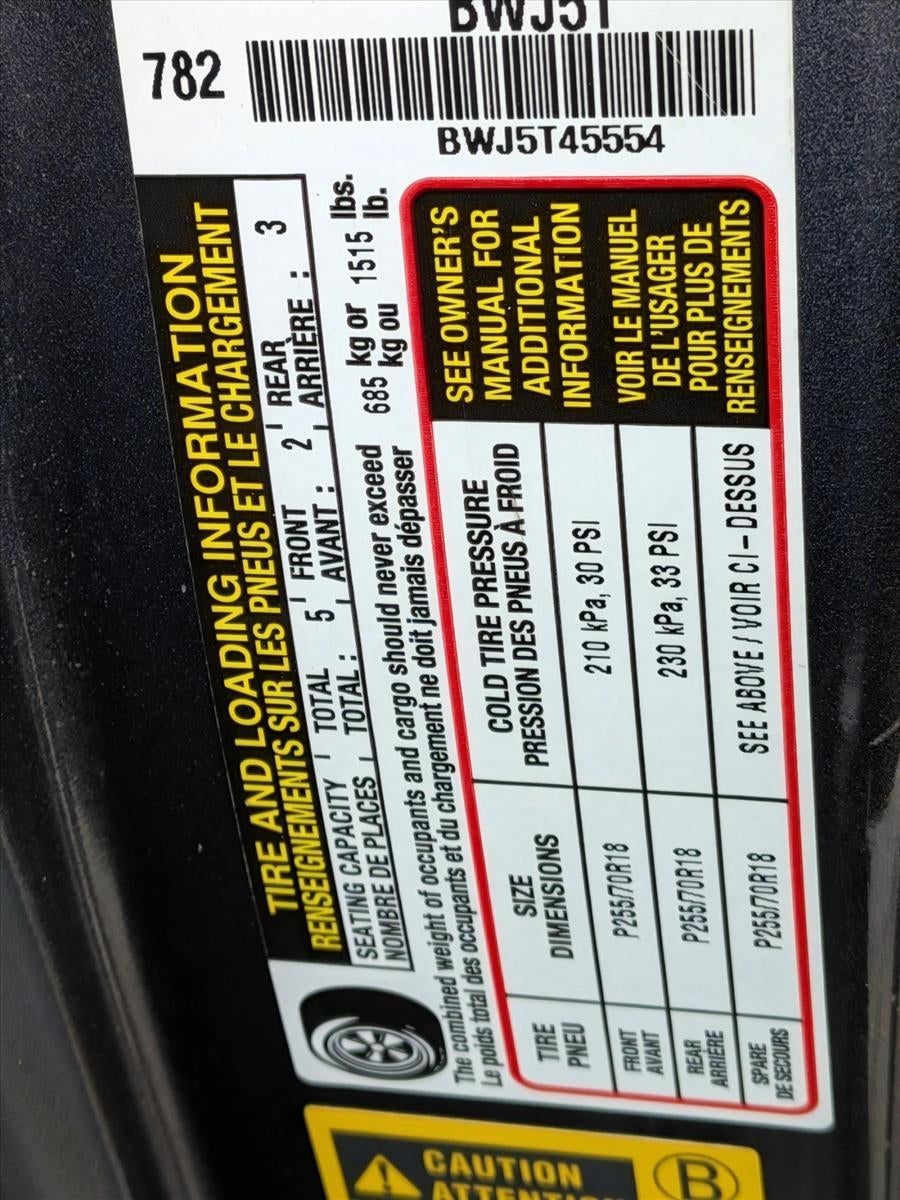 BWJ5T
782
BWJ5T45554
TIRE AND LOADING INFORMATION
RENSEIGNEMENTS SUR LES PNEUS ET LE CHARGEMENT
SEATING CAPACITY TOTAL 5 FRONT 2 REAR 3
NOMBRE DE PLACES TOTAL : AVANT : ARRIÈRE :
The combined weight of occupants and cargo should never exceed 685 kg or 1515 lbs.
Le poids total des occupants et du chargement ne doit jamais dépasser kg ou lb.
TIRE SIZE COLD TIRE PRESSURE
PNEU DIMENSIONS PRESSION DES PNEUS À FROID
FRONT P255/70R18 210 kPa, 30 PSI
AVANT
REAR P255/70R18 230 kPa, 33 PSI
ARRIÈRE
SPARE P255/70R18 SEE ABOVE / VOIR CI-DESSUS
DE SECOURS
SEE OWNER'S
MANUAL FOR
ADDITIONAL
INFORMATION
VOIR LE MANUEL
DE L'USAGER
POUR PLUS DE
RENSEIGNEMENTS
CAUTION
ATTENTION
B